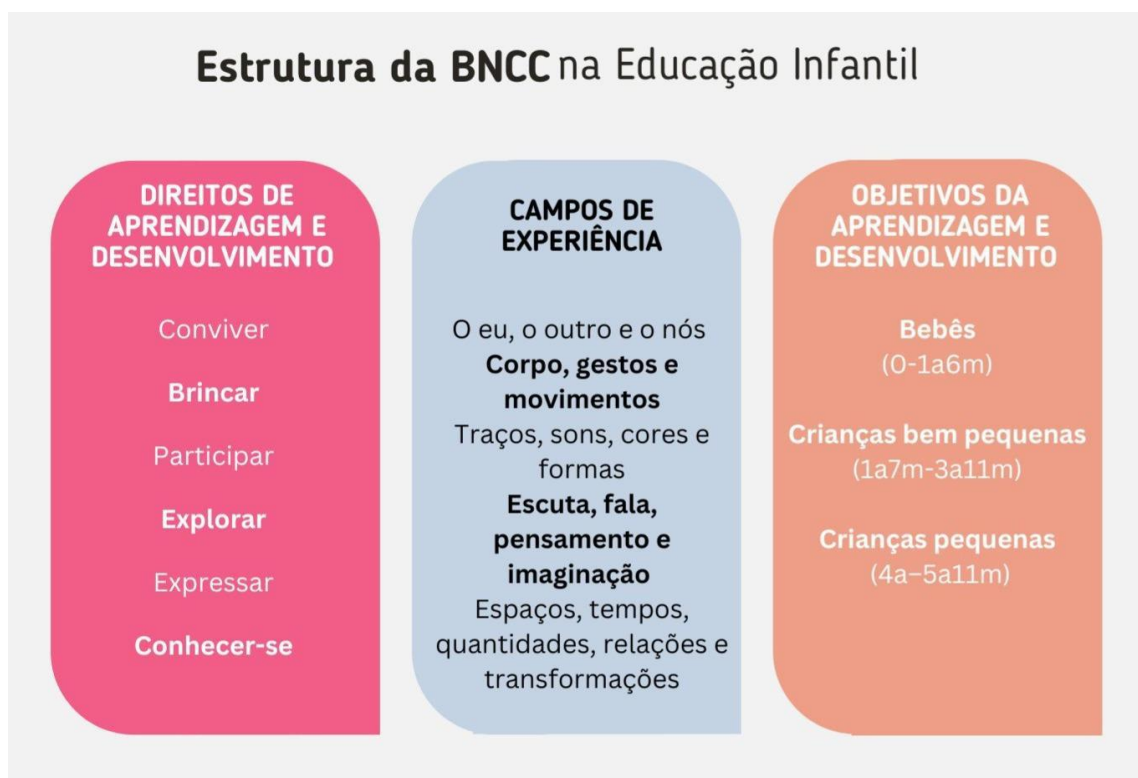 Estrutura da BNCC na Educação Infantil
DIREITOS DE
APRENDIZAGEM E
DESENVOLVIMENTO
Conviver
Brincar
Participar
Explorar
Expressar
Conhecer-se
CAMPOS DE
EXPERIÊNCIA
O eu, o outro e o nós
Corpo, gestos e
movimentos
Traços, sons, cores e
formas
Escuta, fala,
pensamento e
imaginação
Espaços, tempos,
quantidades, relações e
transformações
OBJETIVOS DA
APRENDIZAGEM E
DESENVOLVIMENTO
Bebês
(0-1a6m)
Crianças bem pequenas
(1a7m-3a11m)
Crianças pequenas
(4a–5a11m)